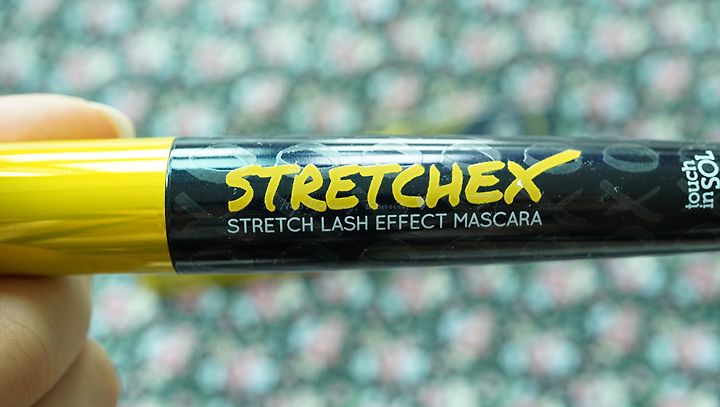 STRETCHEX
STRETCH LASH EFFECT MASCARA
touch
in SOL